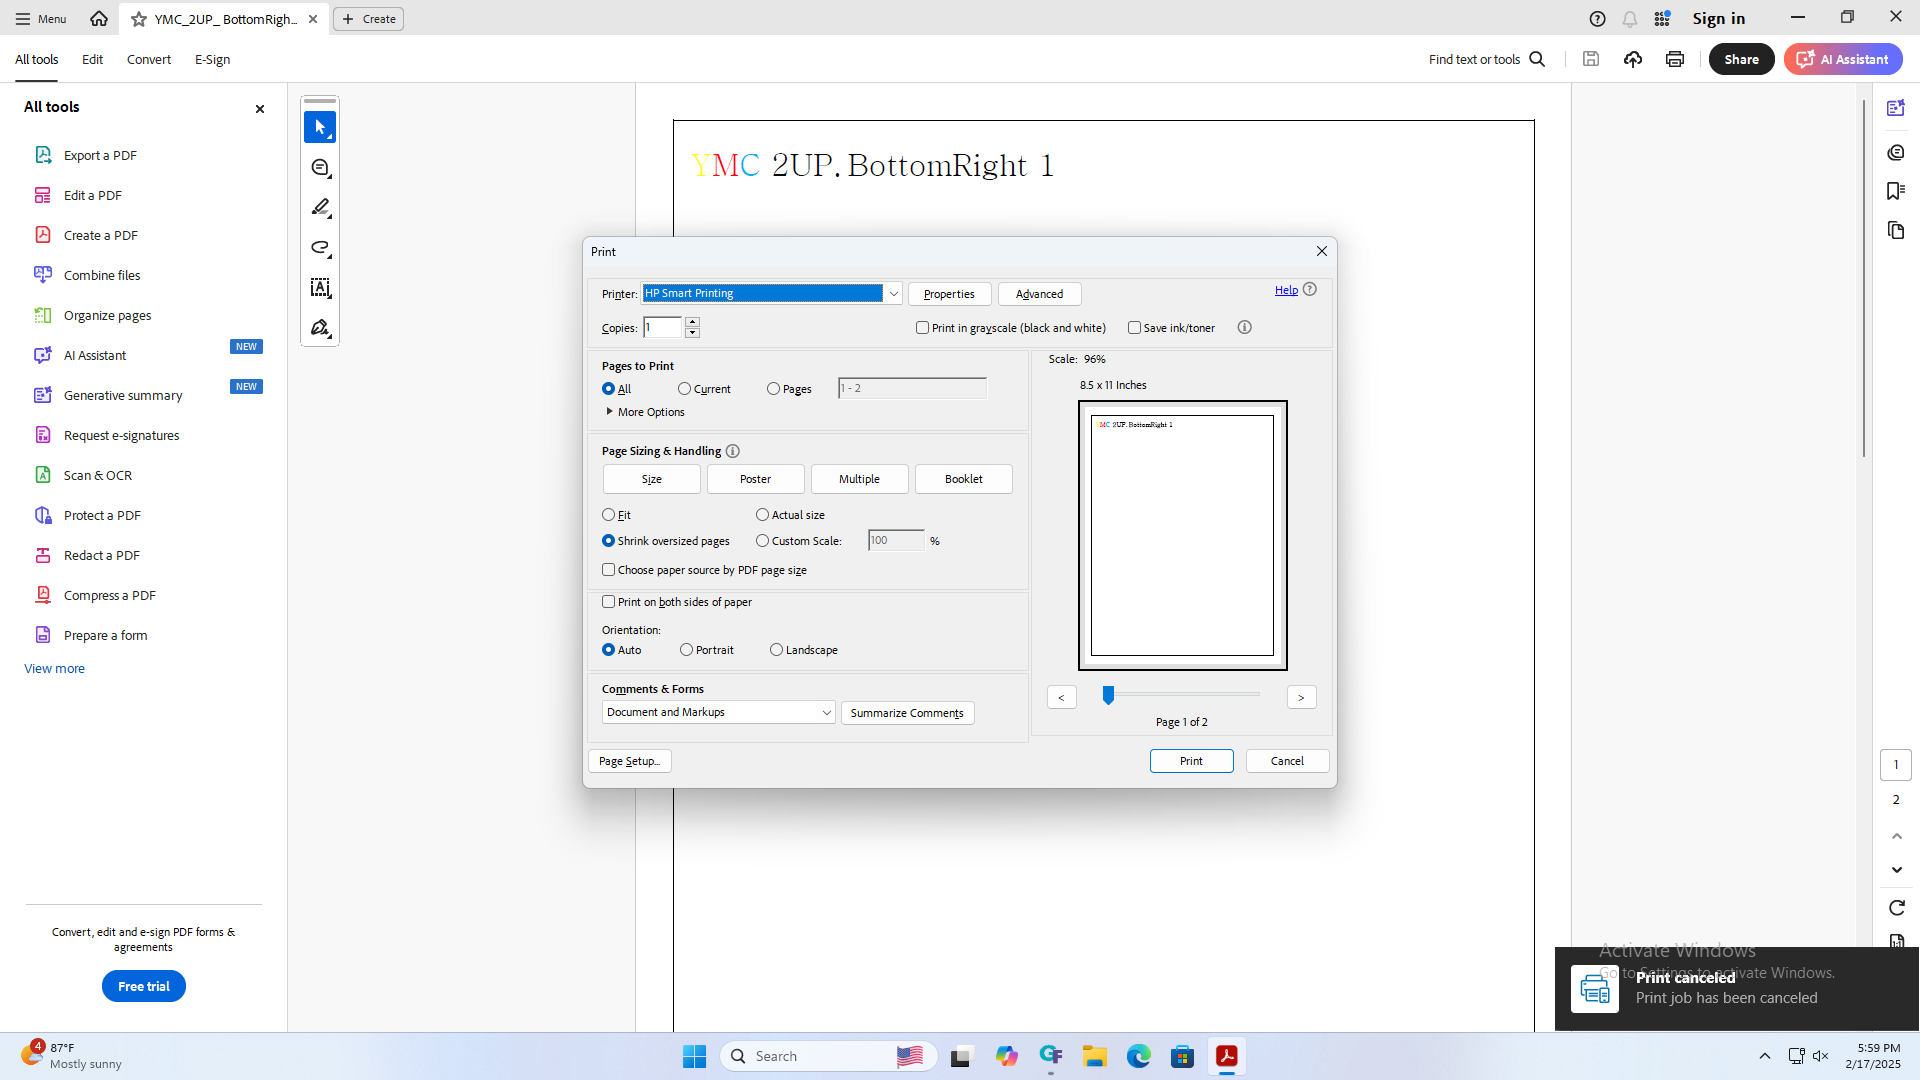 Menu
YMC_2UP_ BottomRigh...
Create
Sign in
All tools
Edit
Convert
E-Sign
Find text or tools
Share
AI Assistant
All tools
Export a PDF
Edit a PDF
Create a PDF
Combine files
Organize pages
AI Assistant
NEW
Generative summary
NEW
Request e-signatures
Scan & OCR
Protect a PDF
Redact a PDF
Compress a PDF
Prepare a form
View more
Convert, edit and e-sign PDF forms & agreements
Free trial
YMC 2UP. BottomRight 1
Print
Printer:
HP Smart Printing
Properties
Advanced
Help
Copies:
1
Print in grayscale (black and white)
Save ink/toner
Pages to Print
All
Current
Pages
1 - 2
More Options
Page Sizing & Handling
Size
Poster
Multiple
Booklet
Fit
Actual size
Shrink oversized pages
Custom Scale:
100
%
Choose paper source by PDF page size
Print on both sides of paper
Orientation:
Auto
Portrait
Landscape
Comments & Forms
Document and Markups
Summarize Comments
Page Setup...
Scale: 96%
8.5 x 11 Inches
YMC 2UP. BottomRight 1
<
>
Page 1 of 2
Print
Cancel
1
2
Activate Windows
Go to Settings to activate Windows.
Print canceled
Print job has been canceled
4
87°F
Mostly sunny
Search
5:59 PM
2/17/2025